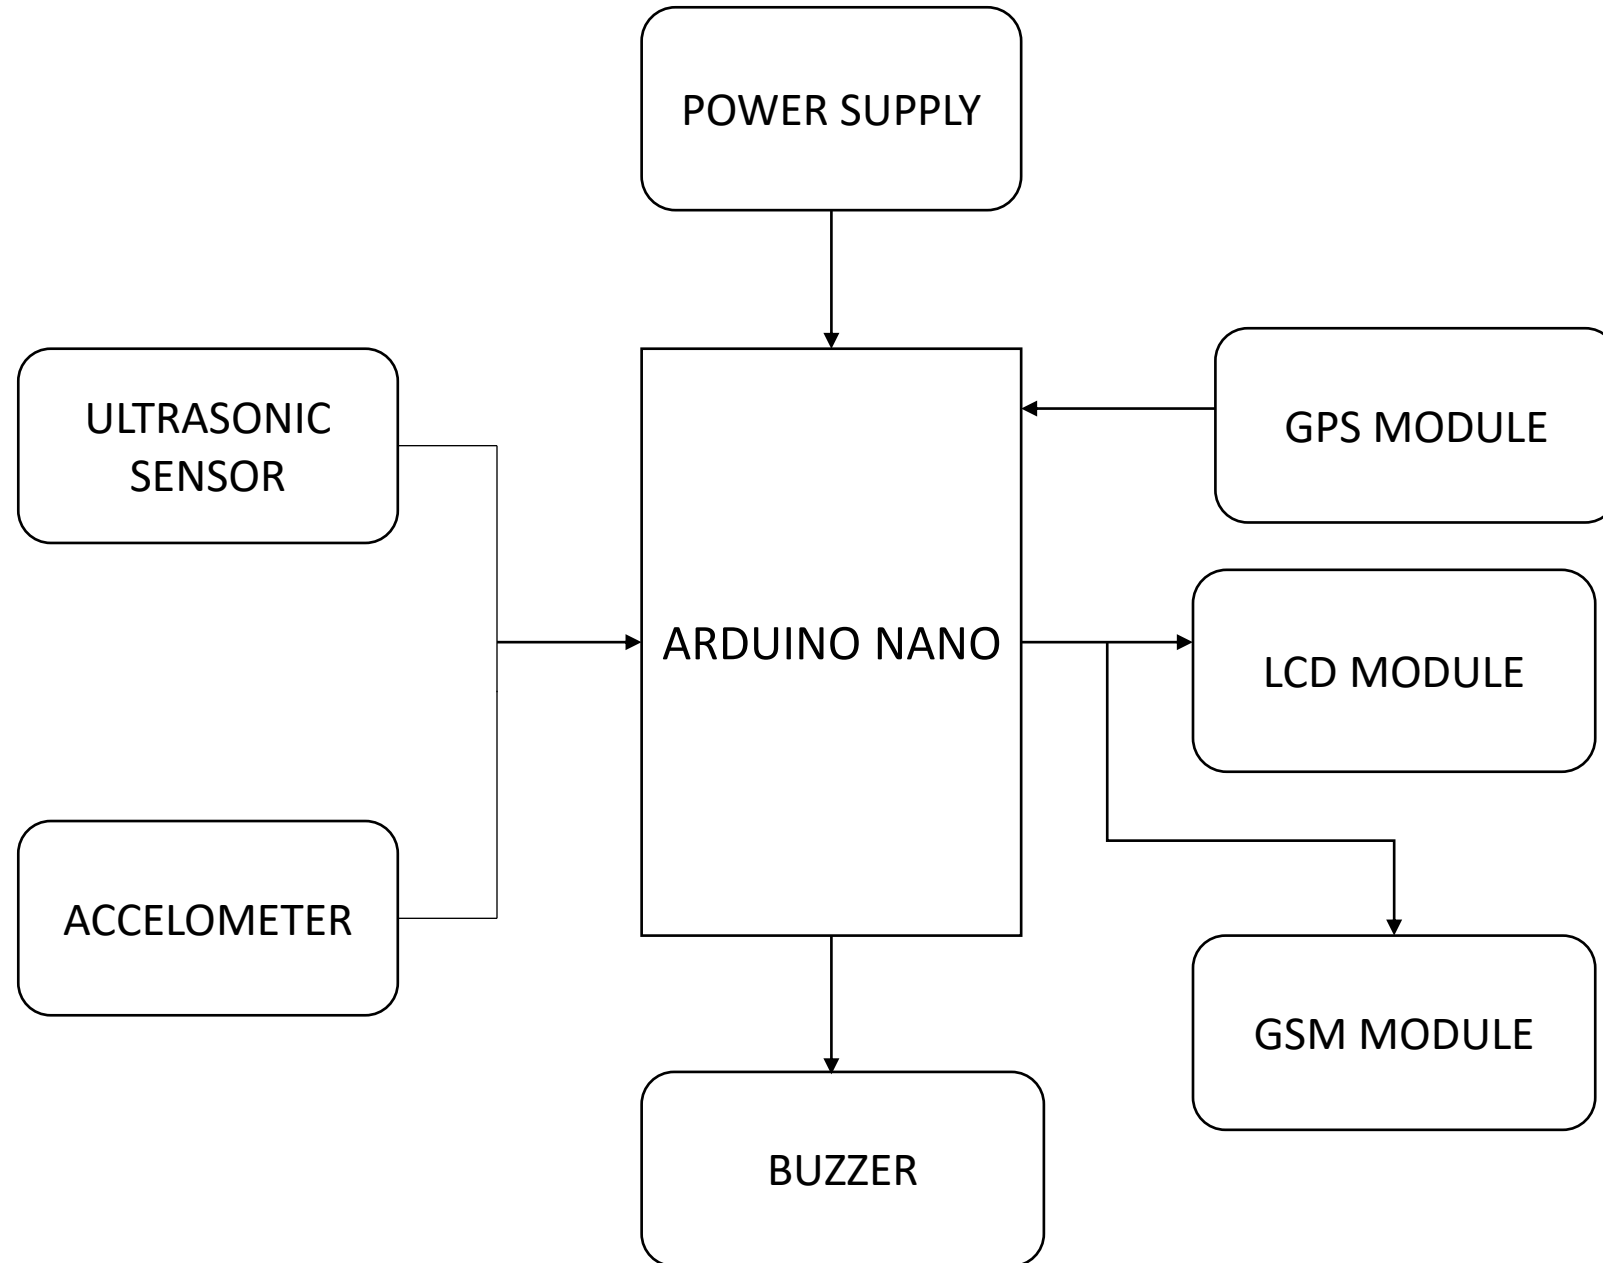 POWER SUPPLY
ULTRASONIC
SENSOR
GPS MODULE
ARDUINO NANO
LCD MODULE
ACCELOMETER
GSM MODULE
BUZZER